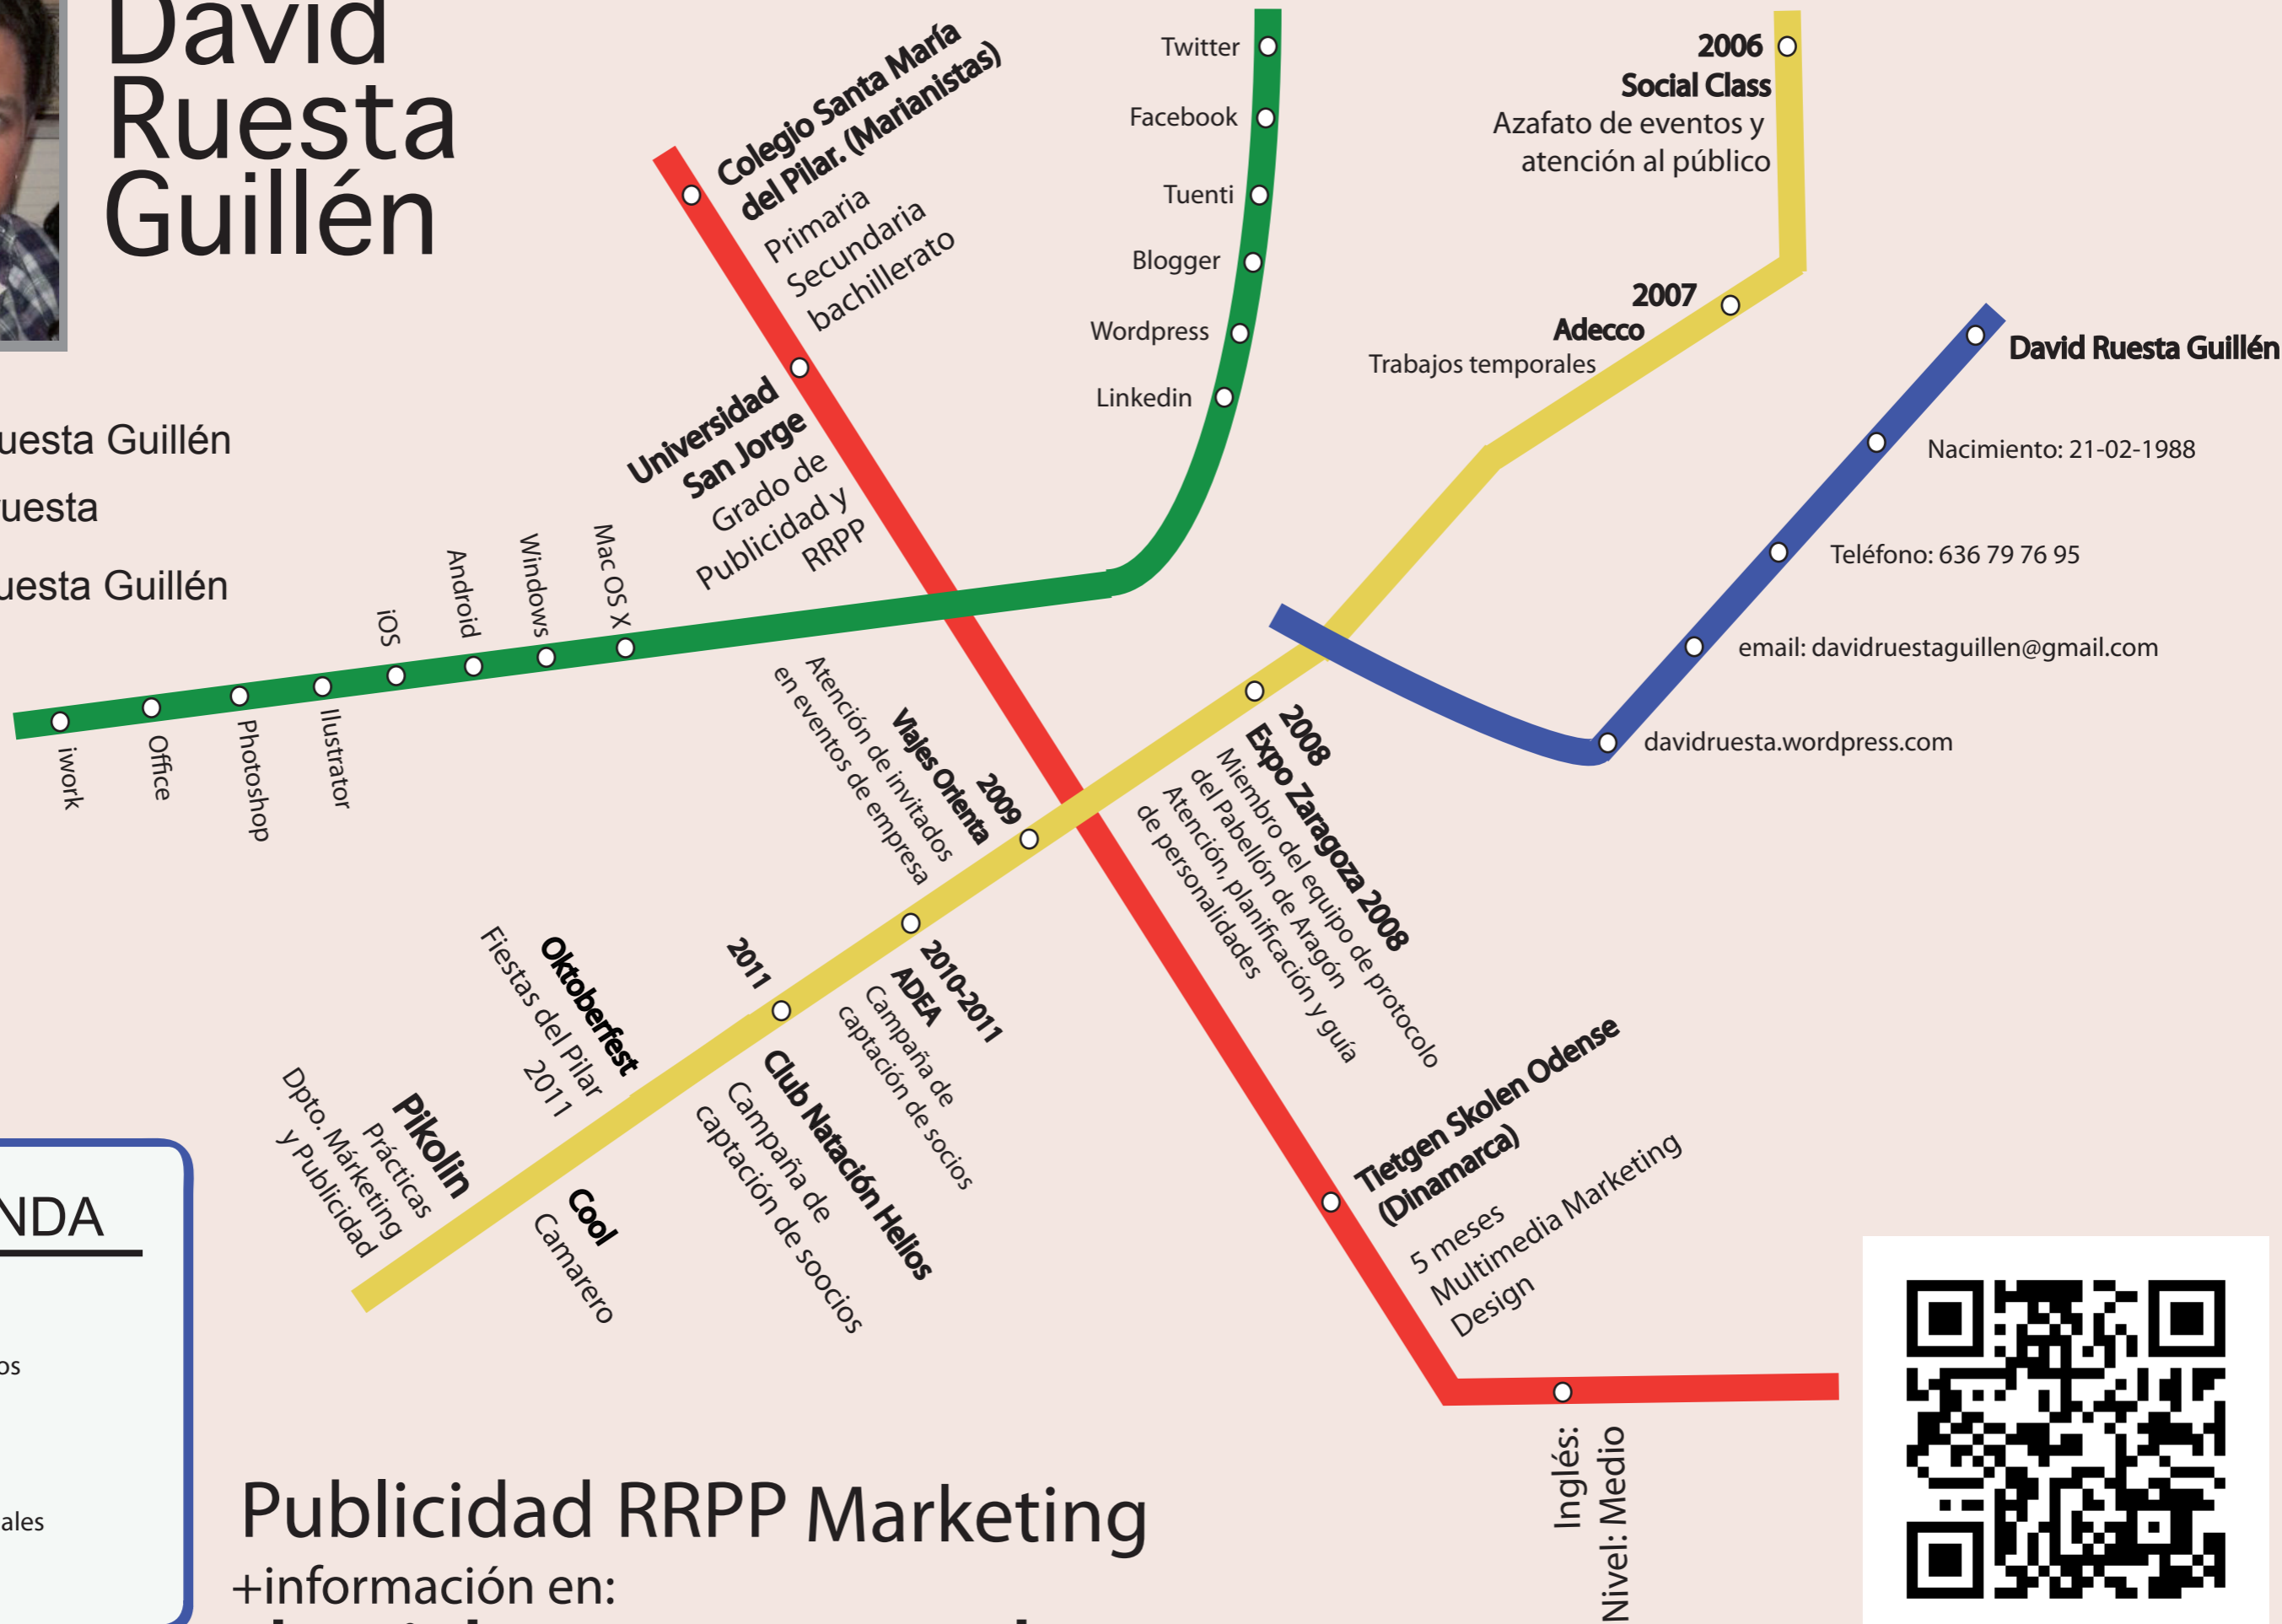 David
Ruesta
Guillén
uesta Guillén
ruesta
uesta Guillén
Colegio Santa María
del Pilar. (Marianistas)
Primaria
Secundaria
bachillerato
Universidad
San Jorge
Grado de
Publicidad y
RRPP
Twitter
Facebook
Tuenti
Blogger
Wordpress
Linkedin
Mac OS X
Windows
Android
iOS
Ilustrator
Photoshop
Office
iwork
2006
Social Class
Azafato de eventos y
atención al público
2007
Adecco
Trabajos temporales
David Ruesta Guillén
Nacimiento: 21-02-1988
Teléfono: 636 79 76 95
email: davidruestaguillen@gmail.com
davidruesta.wordpress.com
2008
Expo Zaragoza 2008
Miembro del equipo de protocolo
del Pabellón de Aragón
Atención, planificación y guía
de personalidades
2009
Viajes Orienta
Atención de invitados
en eventos de empresa
2010-2011
ADEA
Campaña de
captación de socios
2011
Club Natación Helios
Campaña de
captación de soocios
Oktoberfest
Fiestas del Pilar
2011
Cool
Camarero
Pikolin
Prácticas
Dpto. Márketing
y Publicidad
Tietgen Skolen Odense
(Dinamarca)
5 meses
Multimedia Marketing
Design
Inglés:
Nivel: Medio
NDA
os
ales
Publicidad RRPP Marketing
+información en: